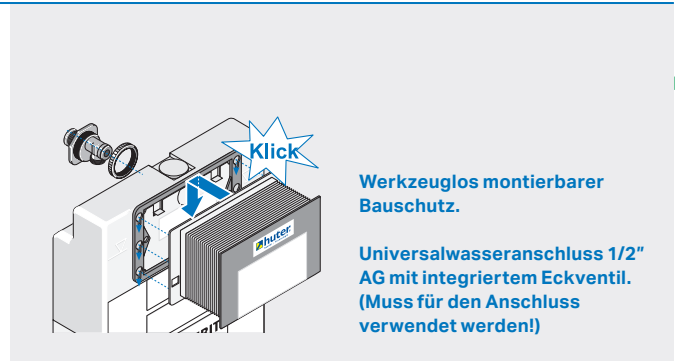 Klick
huter
Werkzeuglos montierbarer
Bauschutz.
Universalwasseranschluss 1/2”
AG mit integriertem Eckventil.
(Muss für den Anschluss
verwendet werden!)